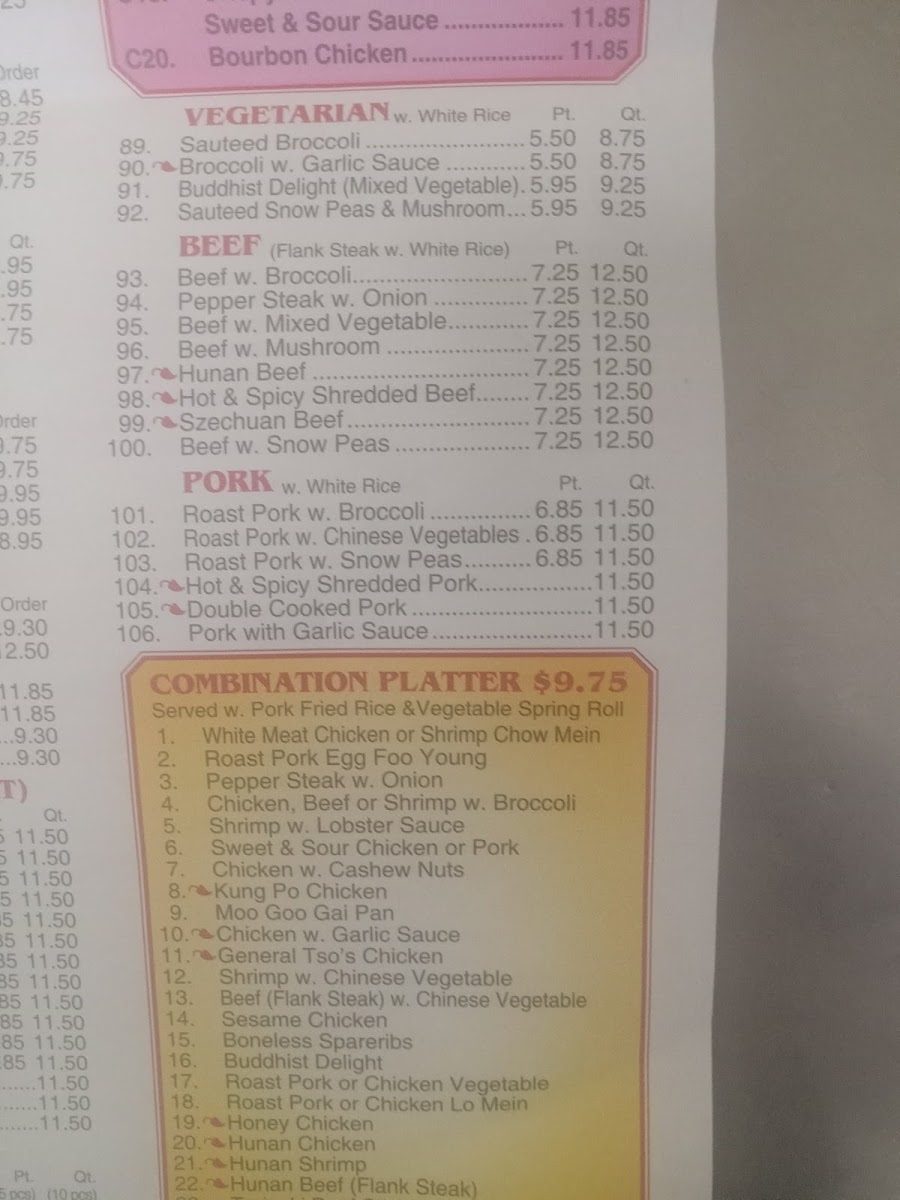 Sweet & Sour Sauce .................. 11.85
C20. Bourbon Chicken ....................... 11.85
VEGETARIAN w. White Rice Pt. Qt.
89. Sauteed Broccoli ........................ 5.50 8.75
90. Broccoli w. Garlic Sauce ............ 5.50 8.75
91. Buddhist Delight (Mixed Vegetable). 5.95 9.25
92. Sauteed Snow Peas & Mushroom... 5.95 9.25
BEEF (Flank Steak w. White Rice) Pt. Qt.
93. Beef w. Broccoli.......................... 7.25 12.50
94. Pepper Steak w. Onion .............. 7.25 12.50
95. Beef w. Mixed Vegetable............ 7.25 12.50
96. Beef w. Mushroom ..................... 7.25 12.50
97. Hunan Beef ................................ 7.25 12.50
98. Hot & Spicy Shredded Beef........ 7.25 12.50
99. Szechuan Beef........................... 7.25 12.50
100. Beef w. Snow Peas .................... 7.25 12.50
PORK w. White Rice Pt. Qt.
101. Roast Pork w. Broccoli ............... 6.85 11.50
102. Roast Pork w. Chinese Vegetables . 6.85 11.50
103. Roast Pork w. Snow Peas.......... 6.85 11.50
104. Hot & Spicy Shredded Pork................. 11.50
105. Double Cooked Pork ........................... 11.50
106. Pork with Garlic Sauce ........................ 11.50
COMBINATION PLATTER $9.75
Served w. Pork Fried Rice &Vegetable Spring Roll
1. White Meat Chicken or Shrimp Chow Mein
2. Roast Pork Egg Foo Young
3. Pepper Steak w. Onion
4. Chicken, Beef or Shrimp w. Broccoli
5. Shrimp w. Lobster Sauce
6. Sweet & Sour Chicken or Pork
7. Chicken w. Cashew Nuts
8. Kung Po Chicken
9. Moo Goo Gai Pan
10. Chicken w. Garlic Sauce
11. General Tso's Chicken
12. Shrimp w. Chinese Vegetable
13. Beef (Flank Steak) w. Chinese Vegetable
14. Sesame Chicken
15. Boneless Spareribs
16. Buddhist Delight
17. Roast Pork or Chicken Vegetable
18. Roast Pork or Chicken Lo Mein
19. Honey Chicken
20. Hunan Chicken
21. Hunan Shrimp
22. Hunan Beef (Flank Steak)